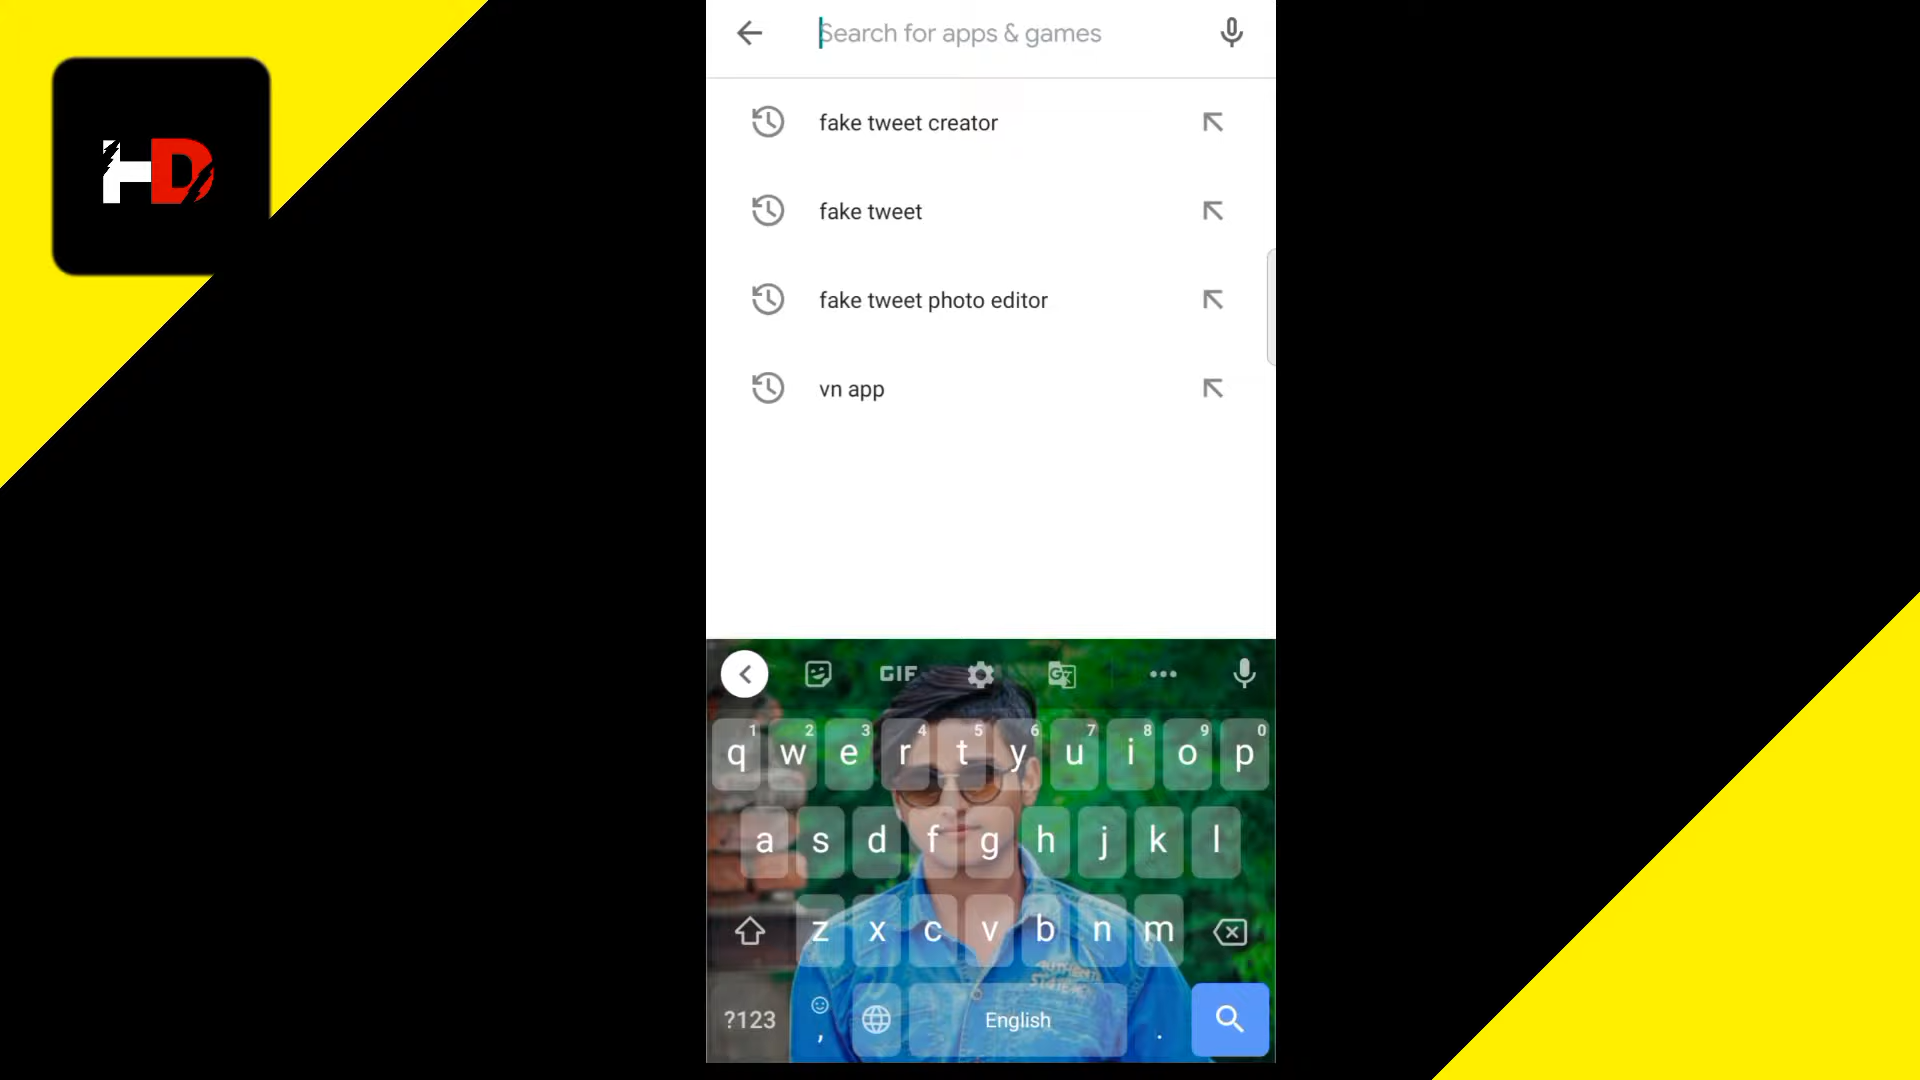 HD
Search for apps & games
fake tweet creator
fake tweet
fake tweet photo editor
vn app
GIF
1 2 3 4 5 6 7 8 9 0
q w e r t y u i o p
a s d f g h j k l
z x c v b n m
?123 , English .